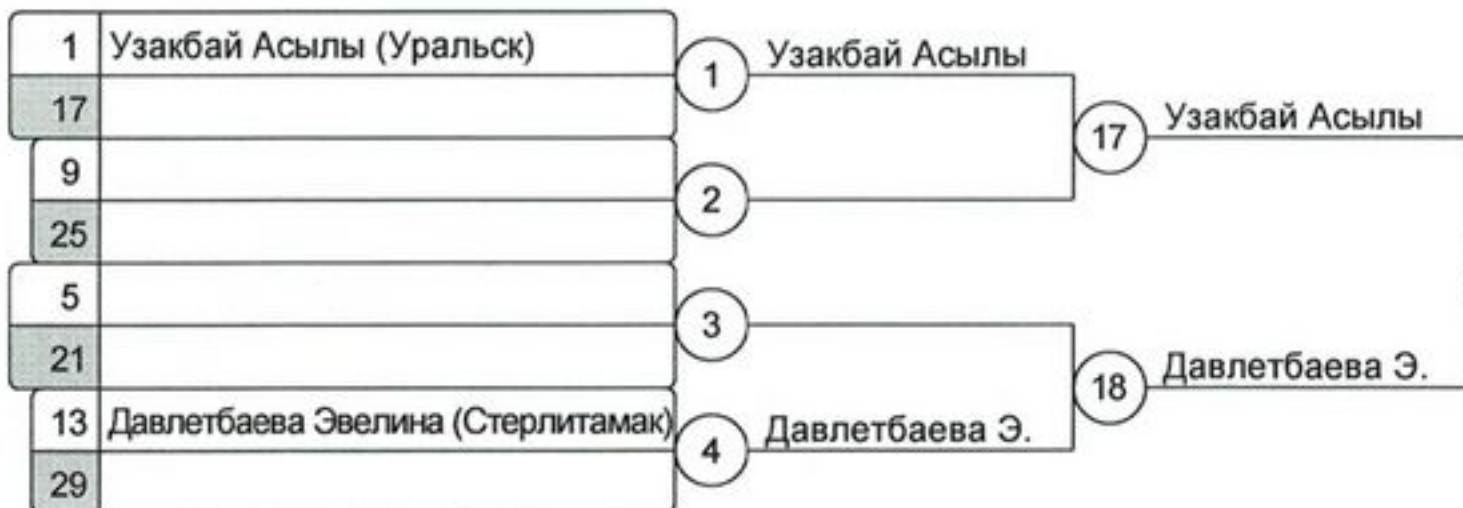 1 Узакбай Асылы (Уральск)
17
9
25
5
21
13 Давлетбаева Эвелина (Стерлитамак)
29
1 Узакбай Асылы
2
3
4 Давлетбаева Э.
17 Узакбай Асылы
18 Давлетбаева Э.